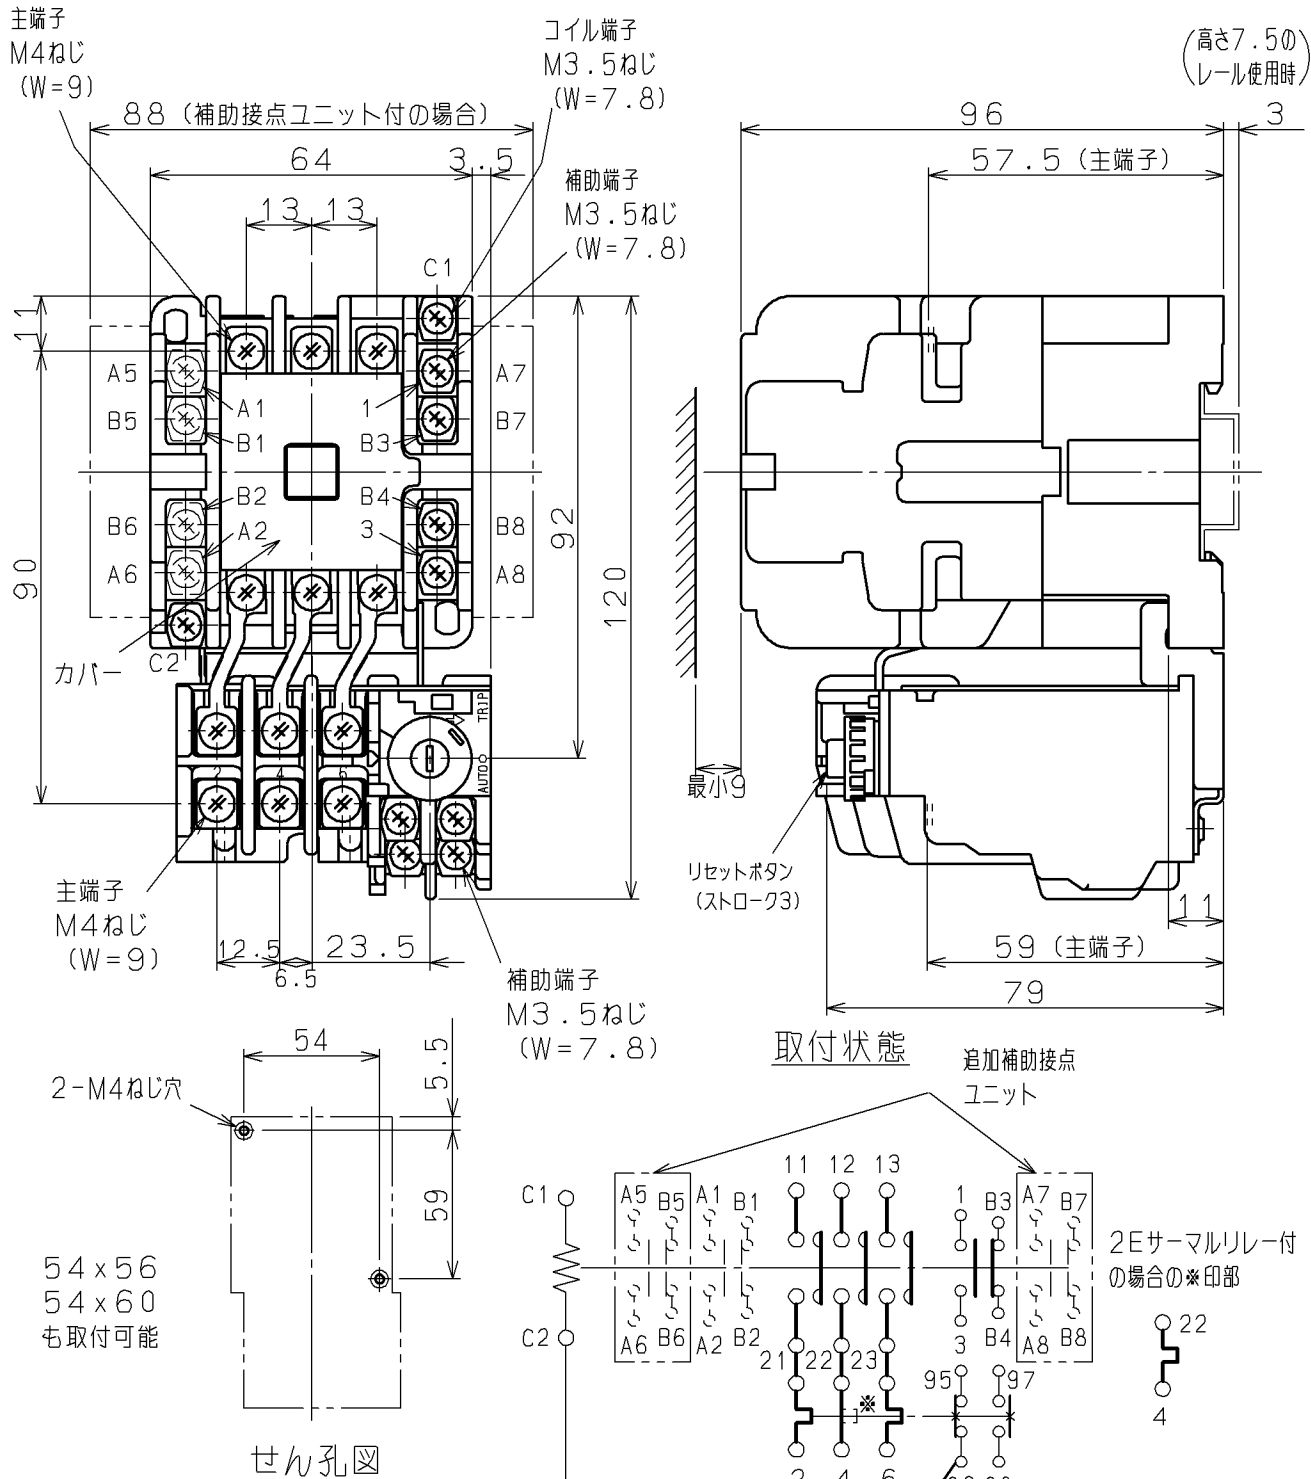 主端子
M4ねじ
(W=9)
コイル端子
M3.5ねじ
(W=7.8)
(高さ7.5の
レール使用時)
88 (補助接点ユニット付の場合)
96
3
64
3.5
57.5 (主端子)
補助端子
M3.5ねじ
(W=7.8)
13
13
C1
11
A5
A1
1
A7
B5
B1
B3
B7
B2
B4
B6
B8
A2
3
A6
A8
90
92
120
カバー
C2
TRIP
AUTO
2
4
6
最小9
リセットボタン
(ストローク3)
主端子
M4ねじ
(W=9)
12.5
23.5
6.5
補助端子
M3.5ねじ
(W=7.8)
11
59 (主端子)
79
取付状態
54
5.5
2-M4ねじ穴
59
54×56
54×60
も取付可能
せん孔図
追加補助接点
ユニット
11 12 13
C1
A5 B5 A1 B1
1 B3 A7 B7
2Eサーマルリレー付
の場合の※印部
C2
A6 B6 A2 B2
3 B4 A8 B8
22
21 22 23
95 97
※
4
2 4 6